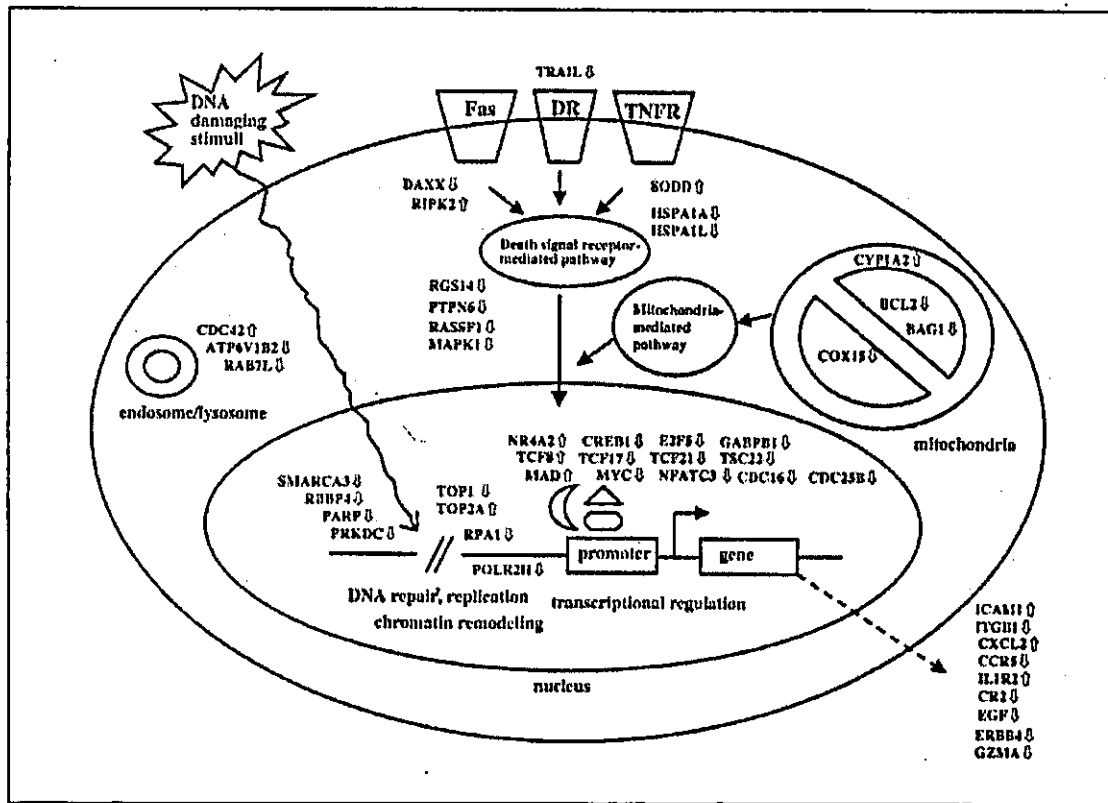 TRAIL⇩
DNA
damaging
stimuli
Fas
DR
TNFR
DAXX⇩
RIPK2⇧
SODD⇧
HSPA1A⇩
HSPA1L⇩
Death signal receptor-
mediated pathway
RGS14⇩
PTPN6⇩
RASSF1⇩
MAPK1⇩
Mitochondria-
mediated
pathway
CYP1A2⇧
BCL2⇩
BAG1⇩
COX15⇩
mitochondria
CDC42⇧
ATP6V1B2⇩
RAB7L⇩
endosome/lysosome
NR4A2⇧ CREB1⇩ E2F5⇩ GABPB1⇩
TCF8⇧ TCF17⇩ TCF21⇩ TSC22⇩
MAD⇧ MYC⇩ NFATC3⇩ CDC16⇩ CDC25B⇩
SMARCA3⇩
RBBP4⇩
PARP⇩
PRKDC⇩
TOP1⇩
TOP2A⇧
RPA1⇩
POLR2H⇩
promoter
gene
DNA repair, replication
chromatin remodeling
transcriptional regulation
nucleus
ICAM1⇧
ITGB1⇩
CXCL2⇧
CCR5⇩
IL1R2⇧
CR2⇩
EGF⇩
ERBB4⇩
GZMA⇩